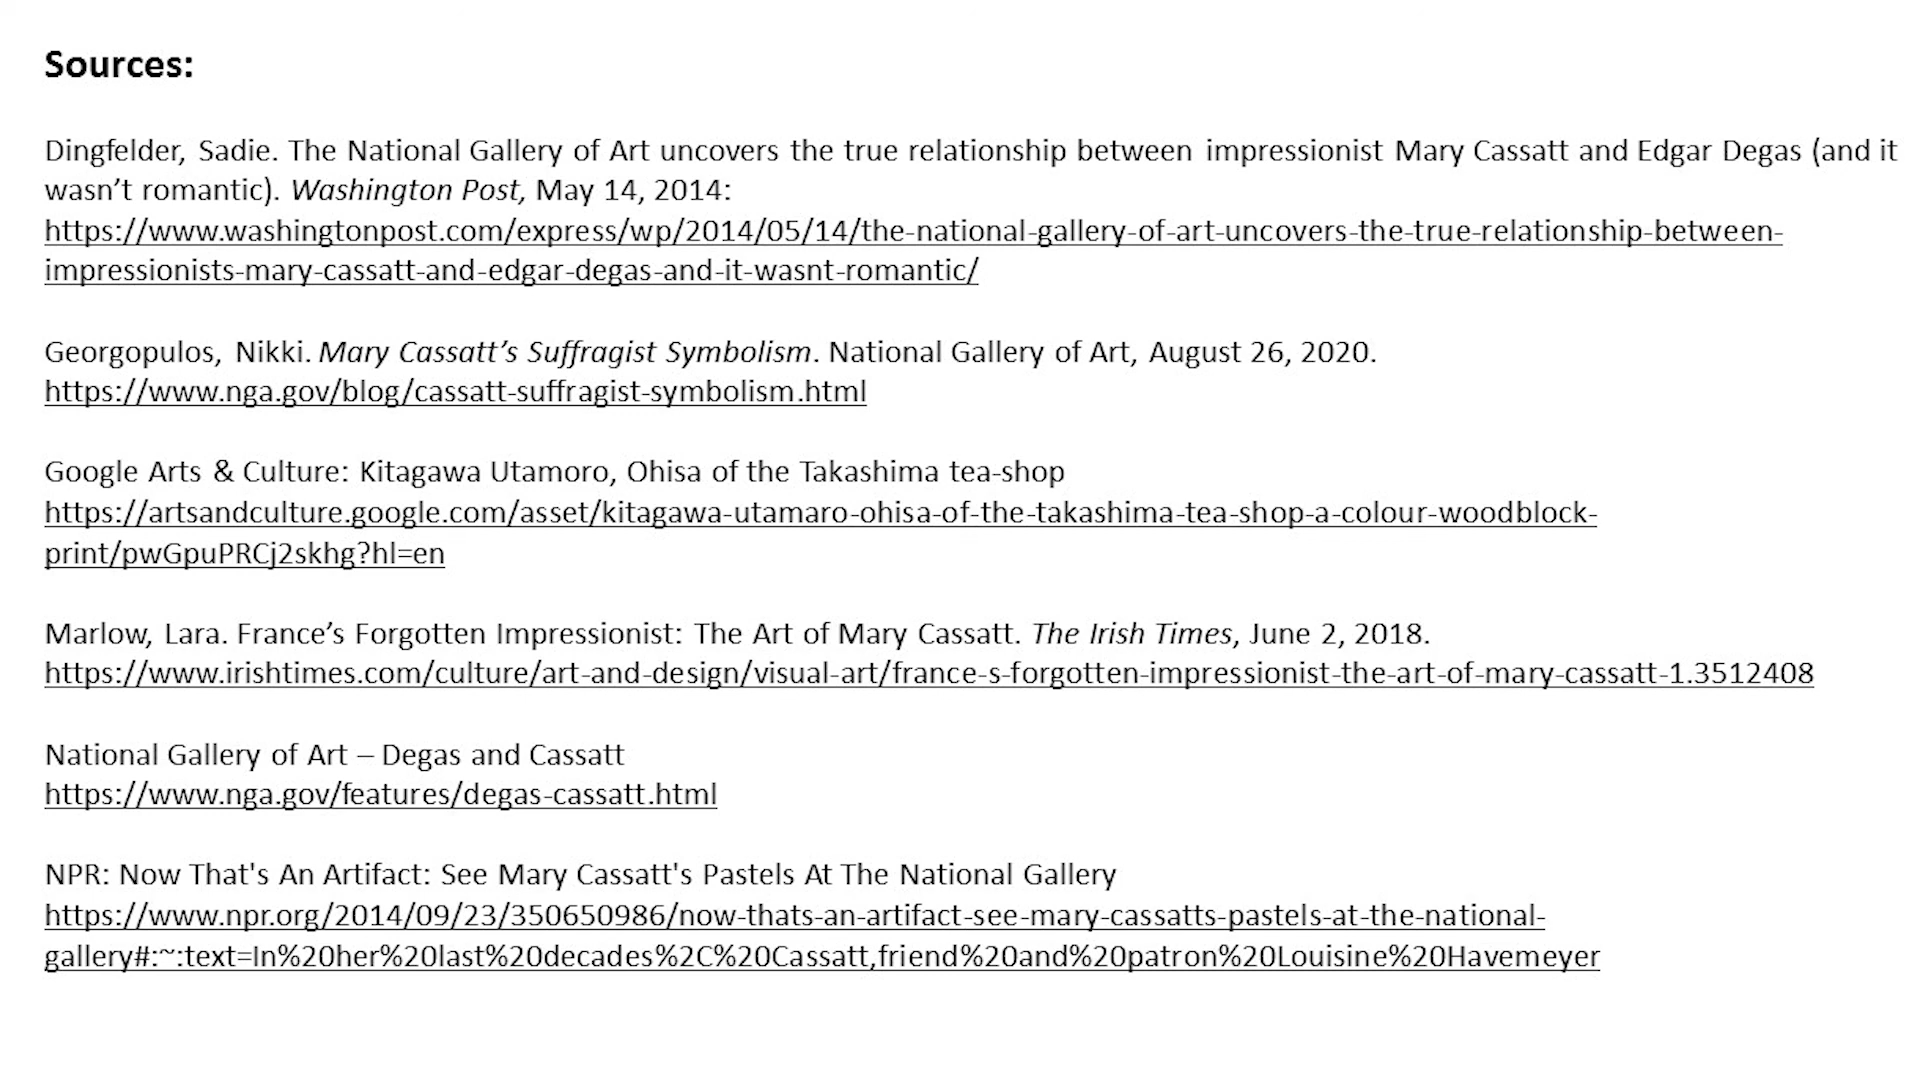 Sources:
Dingfelder, Sadie. The National Gallery of Art uncovers the true relationship between impressionist Mary Cassatt and Edgar Degas (and it
wasn’t romantic). Washington Post, May 14, 2014:
https://www.washingtonpost.com/express/wp/2014/05/14/the-national-gallery-of-art-uncovers-the-true-relationship-between-
impressionists-mary-cassatt-and-edgar-degas-and-it-wasnt-romantic/
Georgopulos, Nikki. Mary Cassatt’s Suffragist Symbolism. National Gallery of Art, August 26, 2020.
https://www.nga.gov/blog/cassatt-suffragist-symbolism.html
Google Arts & Culture: Kitagawa Utamoro, Ohisa of the Takashima tea-shop
https://artsandculture.google.com/asset/kitagawa-utamaro-ohisa-of-the-takashima-tea-shop-a-colour-woodblock-
print/pwGpuPRCj2skhg?hl=en
Marlow, Lara. France’s Forgotten Impressionist: The Art of Mary Cassatt. The Irish Times, June 2, 2018.
https://www.irishtimes.com/culture/art-and-design/visual-art/france-s-forgotten-impressionist-the-art-of-mary-cassatt-1.3512408
National Gallery of Art – Degas and Cassatt
https://www.nga.gov/features/degas-cassatt.html
NPR: Now That's An Artifact: See Mary Cassatt's Pastels At The National Gallery
https://www.npr.org/2014/09/23/350650986/now-thats-an-artifact-see-mary-cassatts-pastels-at-the-national-
gallery#:~:text=In%20her%20last%20decades%2C%20Cassatt,friend%20and%20patron%20Louisine%20Havemeyer